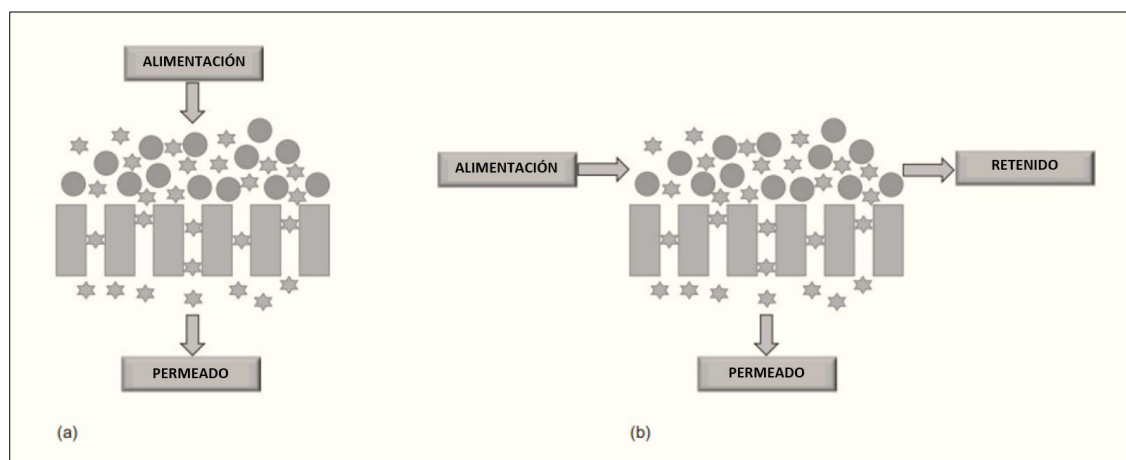 ALIMENTACIÓN
PERMEADO
(a)
ALIMENTACIÓN
RETENIDO
PERMEADO
(b)